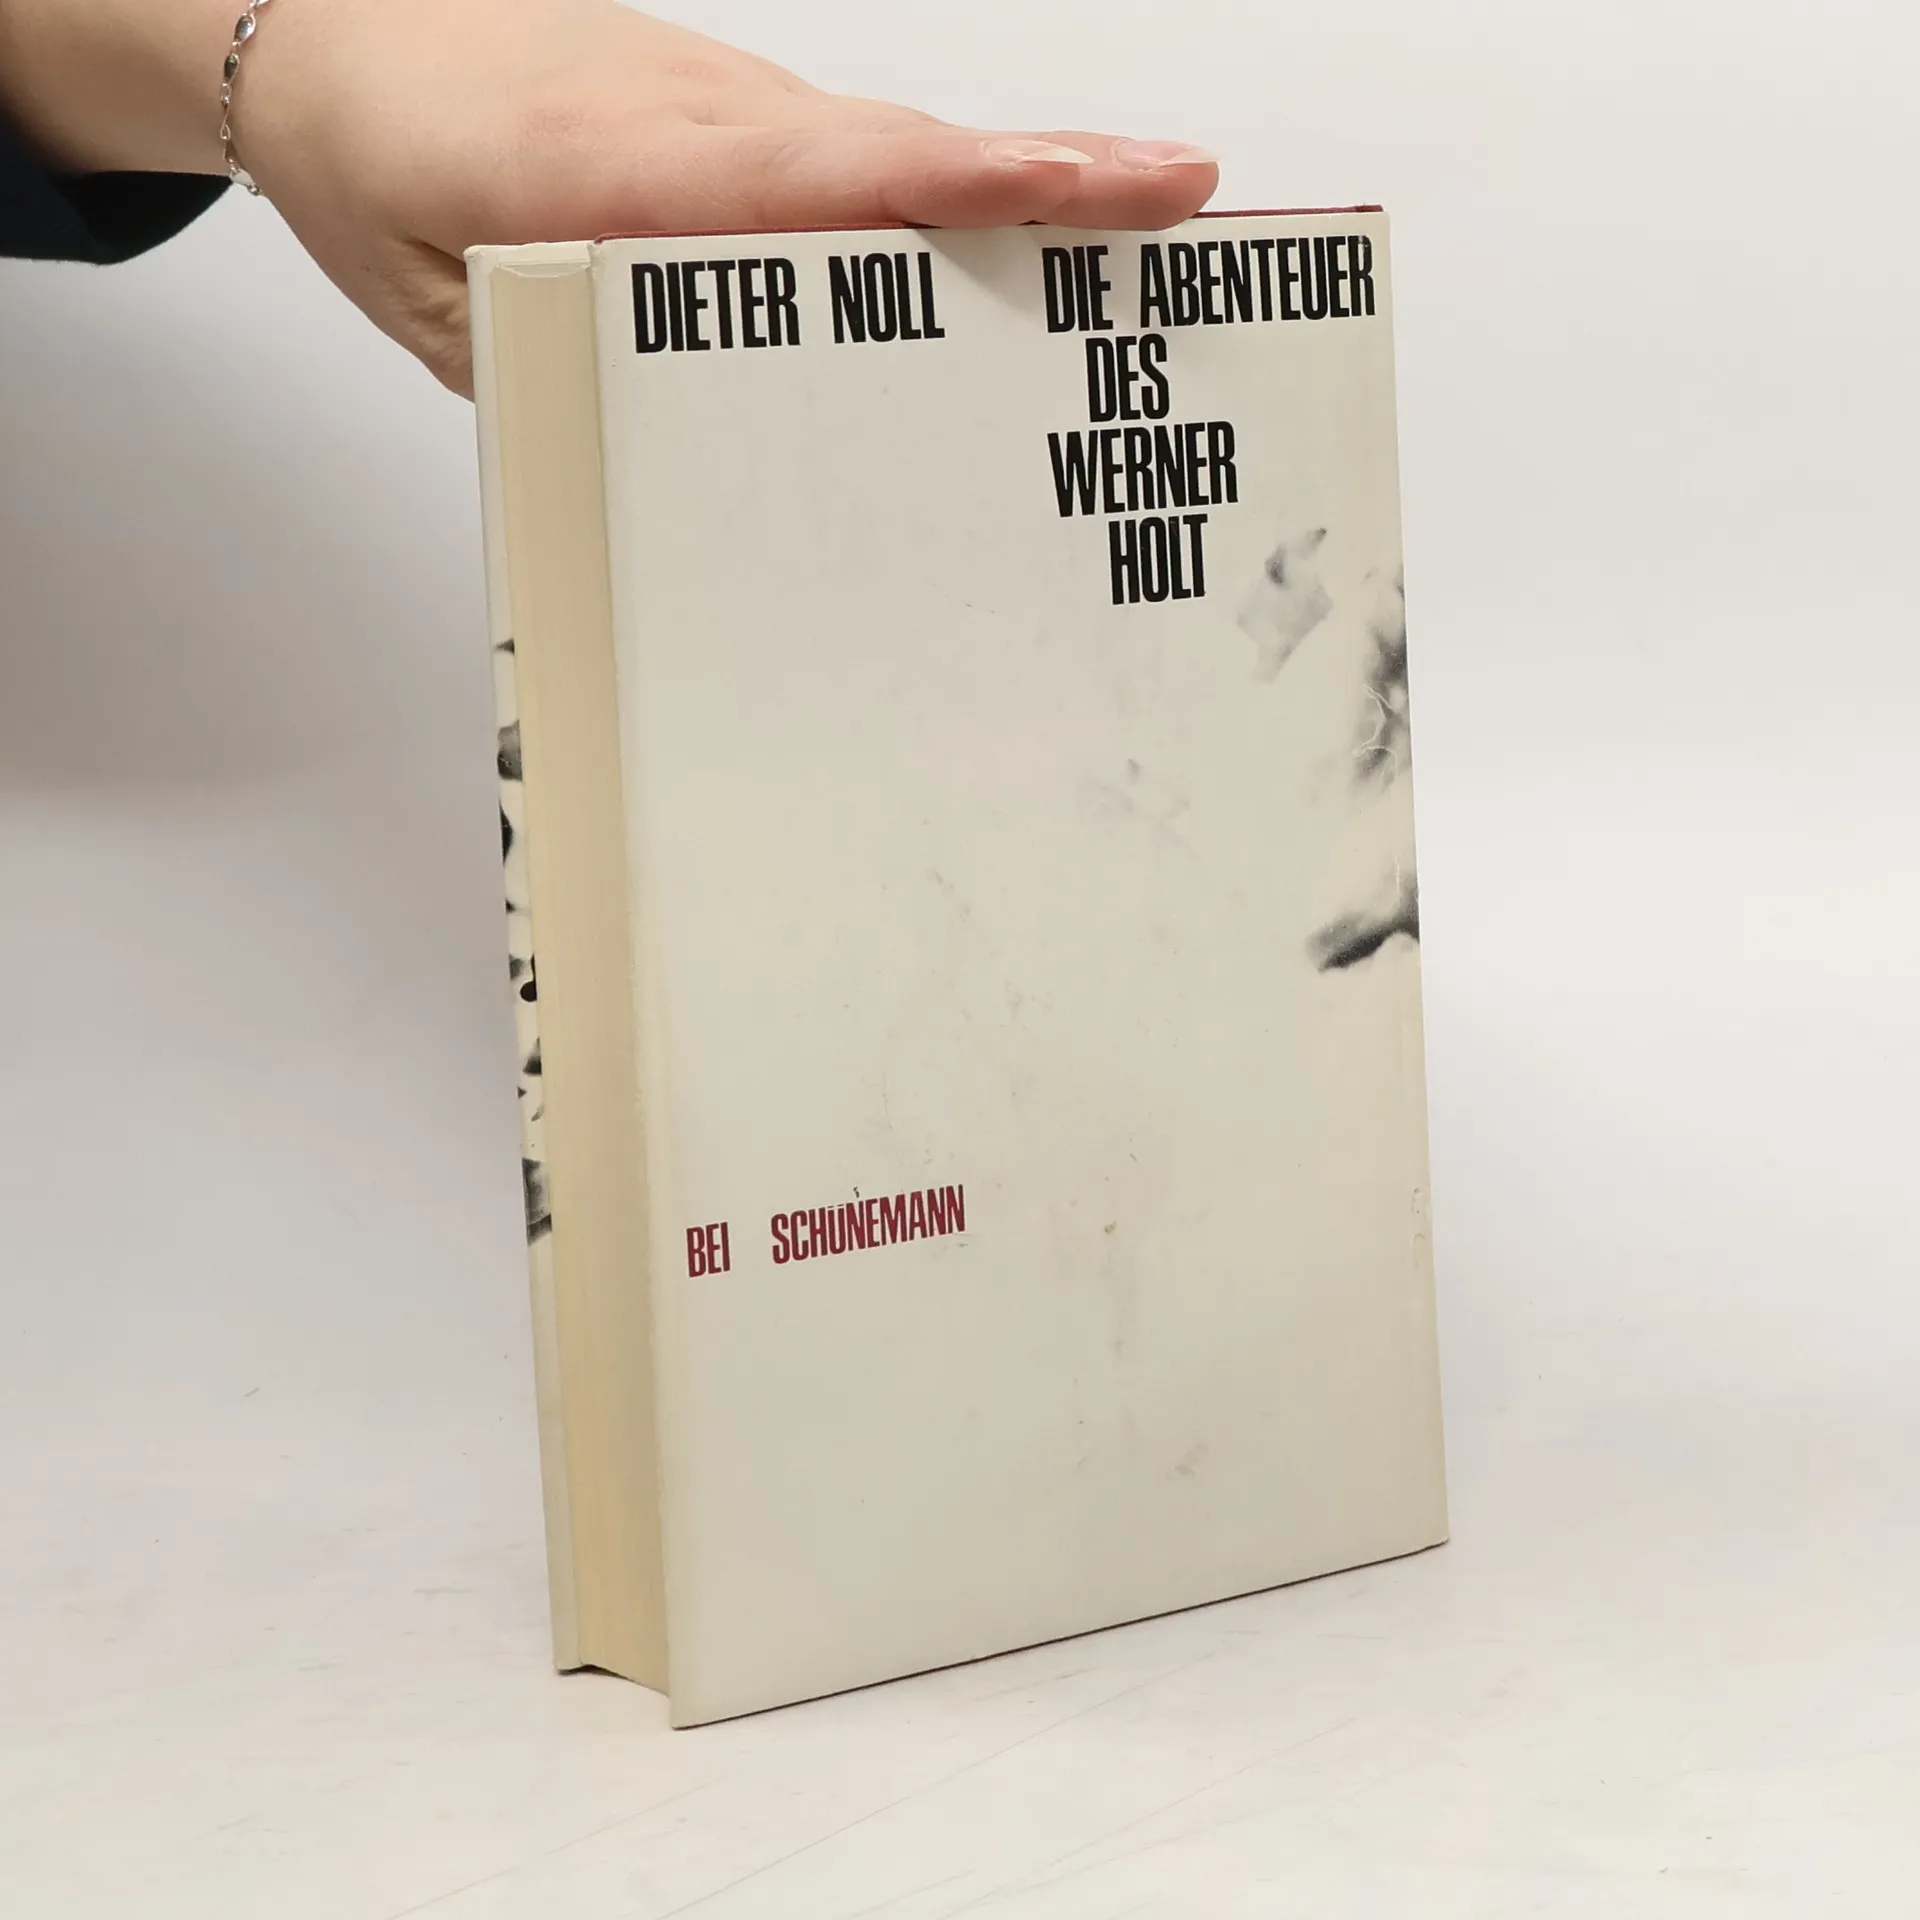 DIETER NOLL
DIE ABENTEUER
DES
WERNER
HOLT
BEI SCHÜNEMANN